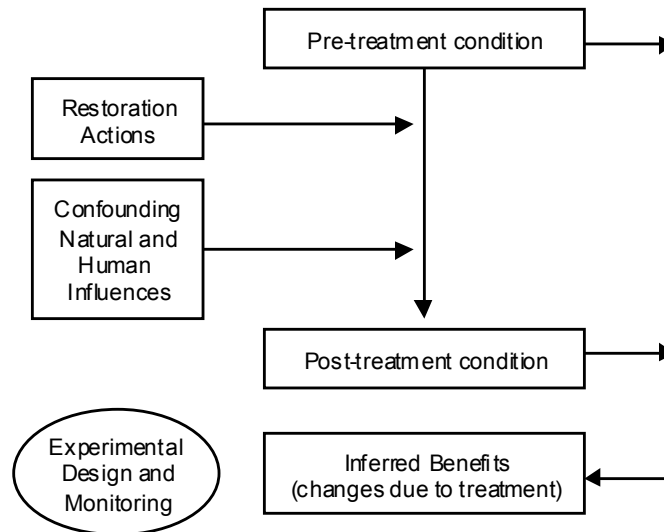 Pre-treatment condition
Restoration
Actions
Confounding
Natural and
Human
Influences
Post-treatment condition
Experimental
Design and
Monitoring
Inferred Benefits
(changes due to treatment)